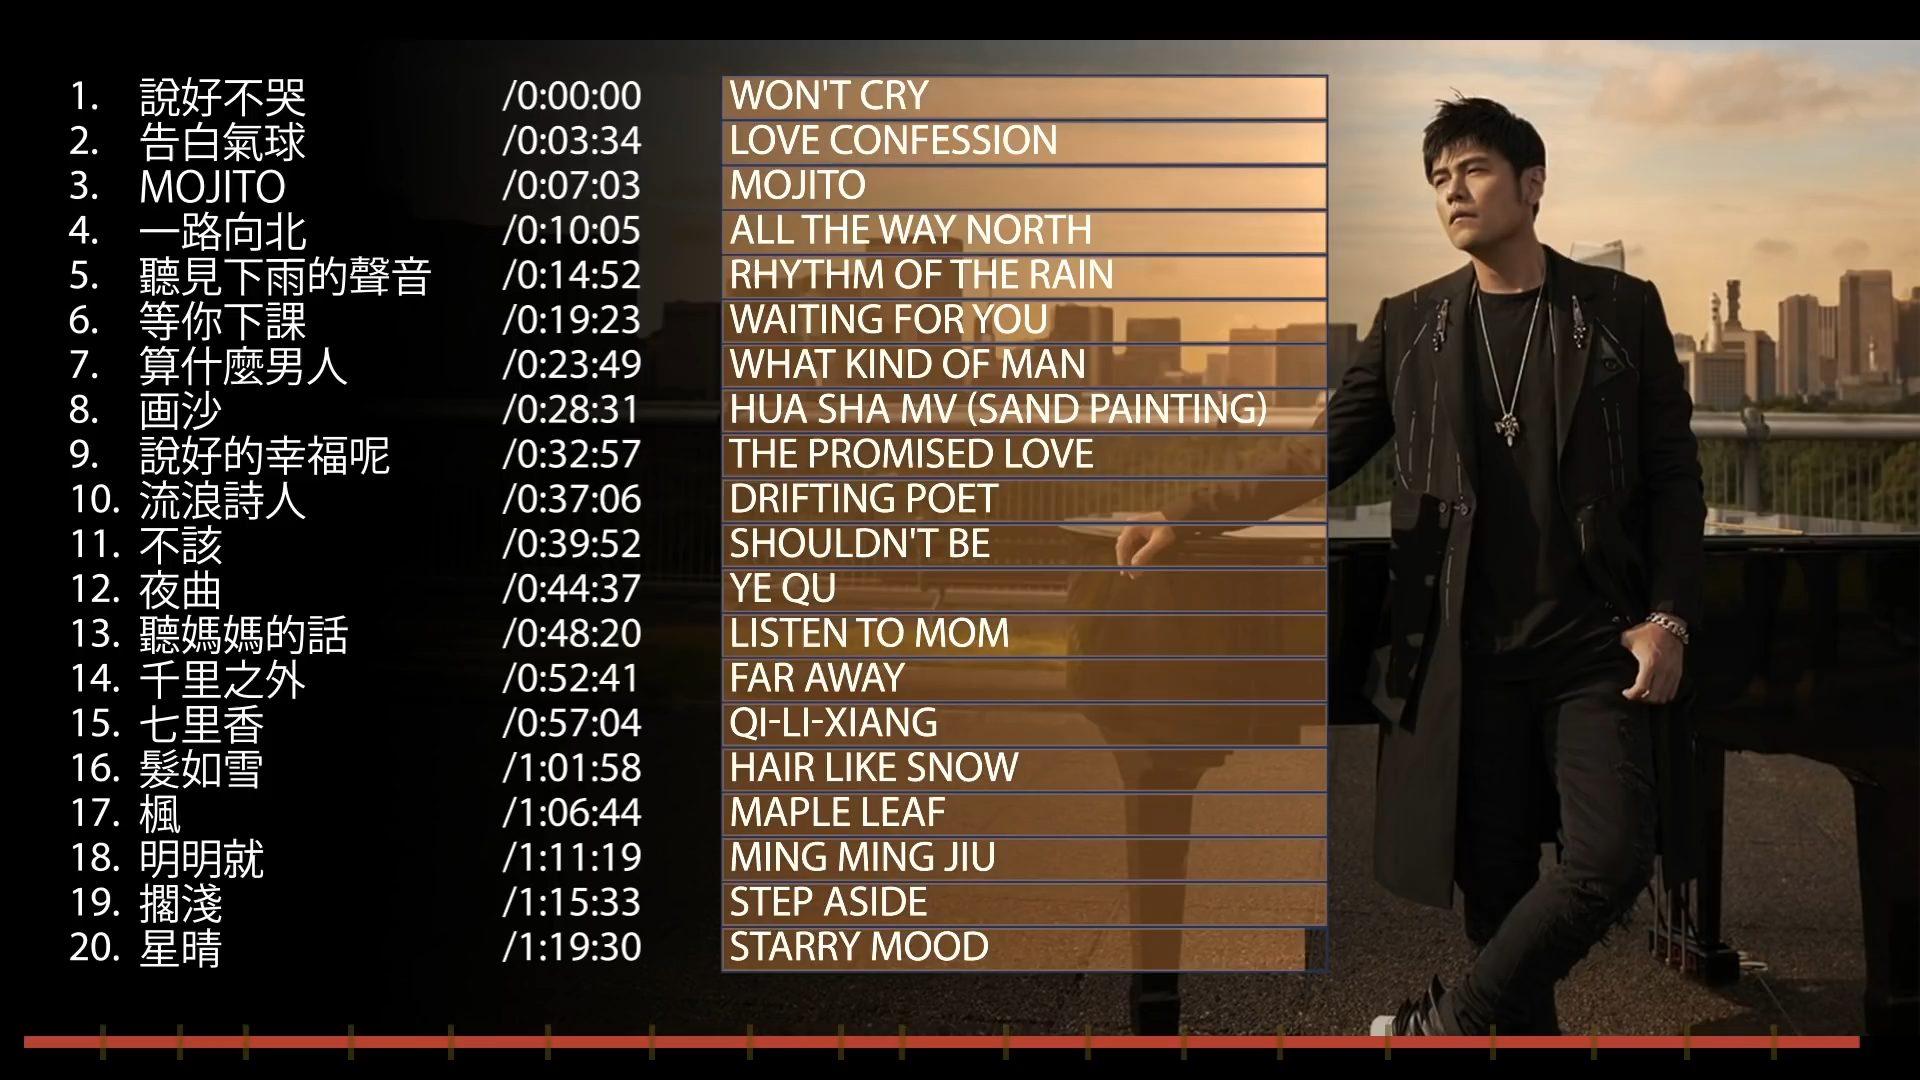 1. 說好不哭 /0:00:00 WON'T CRY
2. 告白氣球 /0:03:34 LOVE CONFESSION
3. MOJITO /0:07:03 MOJITO
4. 一路向北 /0:10:05 ALL THE WAY NORTH
5. 聽見下雨的聲音 /0:14:52 RHYTHM OF THE RAIN
6. 等你下課 /0:19:23 WAITING FOR YOU
7. 算什麼男人 /0:23:49 WHAT KIND OF MAN
8. 画沙 /0:28:31 HUA SHA MV (SAND PAINTING)
9. 說好的幸福呢 /0:32:57 THE PROMISED LOVE
10. 流浪詩人 /0:37:06 DRIFTING POET
11. 不該 /0:39:52 SHOULDN'T BE
12. 夜曲 /0:44:37 YE QU
13. 聽媽媽的話 /0:48:20 LISTEN TO MOM
14. 千里之外 /0:52:41 FAR AWAY
15. 七里香 /0:57:04 QI-LI-XIANG
16. 髮如雪 /1:01:58 HAIR LIKE SNOW
17. 楓 /1:06:44 MAPLE LEAF
18. 明明就 /1:11:19 MING MING JIU
19. 擱淺 /1:15:33 STEP ASIDE
20. 星晴 /1:19:30 STARRY MOOD